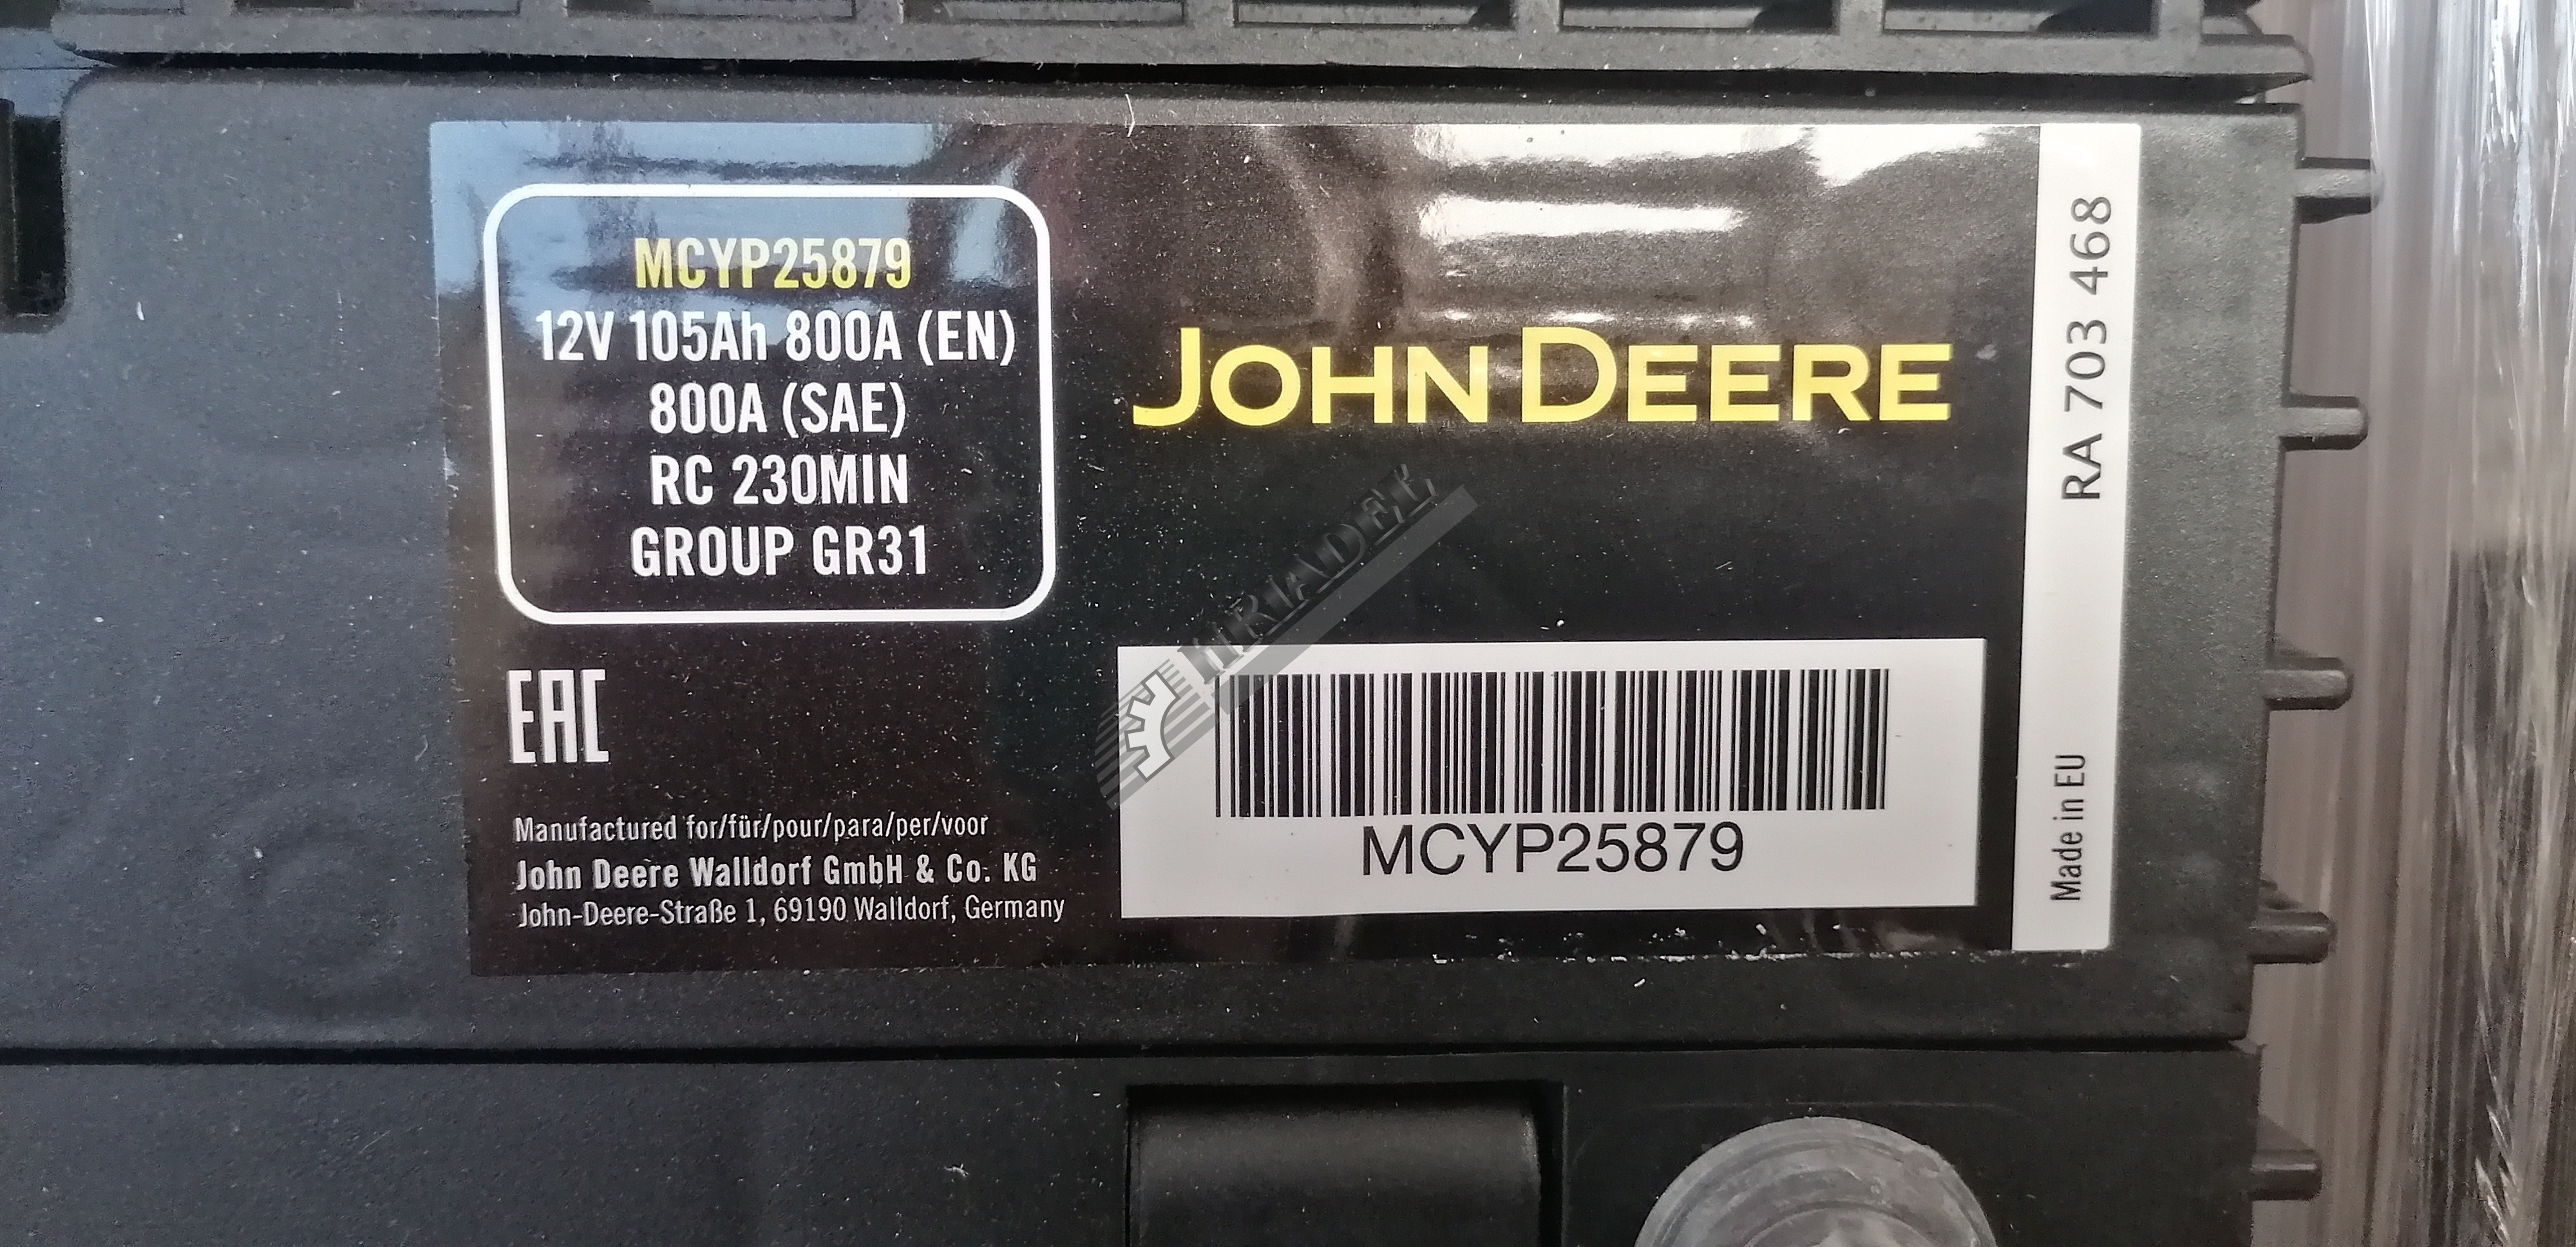 MCYP25879
12V 105Ah 800A (EN)
800A (SAE)
RC 230MIN
GROUP GR31
JOHN DEERE
EAC
Manufactured for/für/pour/para/per/voor
John Deere Walldorf GmbH & Co. KG
John-Deere-Straße 1, 69190 Walldorf, Germany
HRIADEL
MCYP25879
RA 703 468
Made in EU